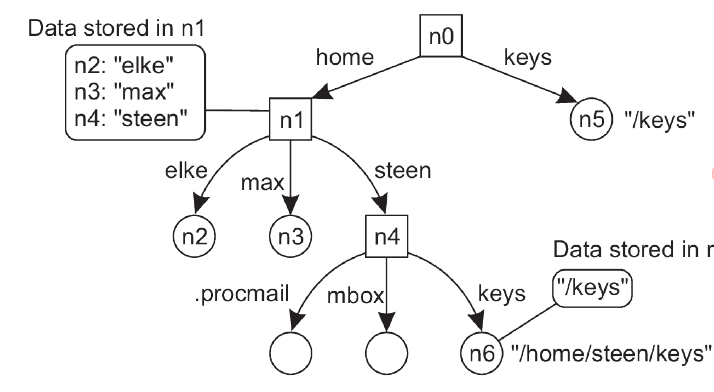 Data stored in n1
n0
n2: "elke"
n3: "max"
n4: "steen"
home
keys
n1
n5
"/keys"
elke
max
steen
n2
n3
n4
Data stored in
"/keys"
.procmail
mbox
keys
n6
"/home/steen/keys"